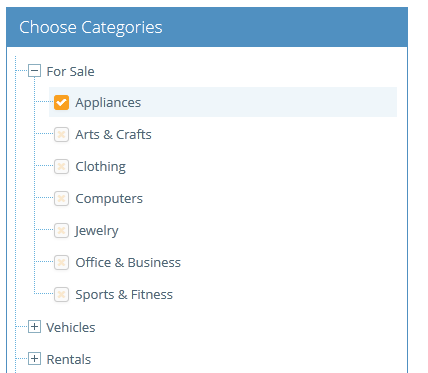 Choose Categories
For Sale
Appliances
Arts & Crafts
Clothing
Computers
Jewelry
Office & Business
Sports & Fitness
Vehicles
Rentals